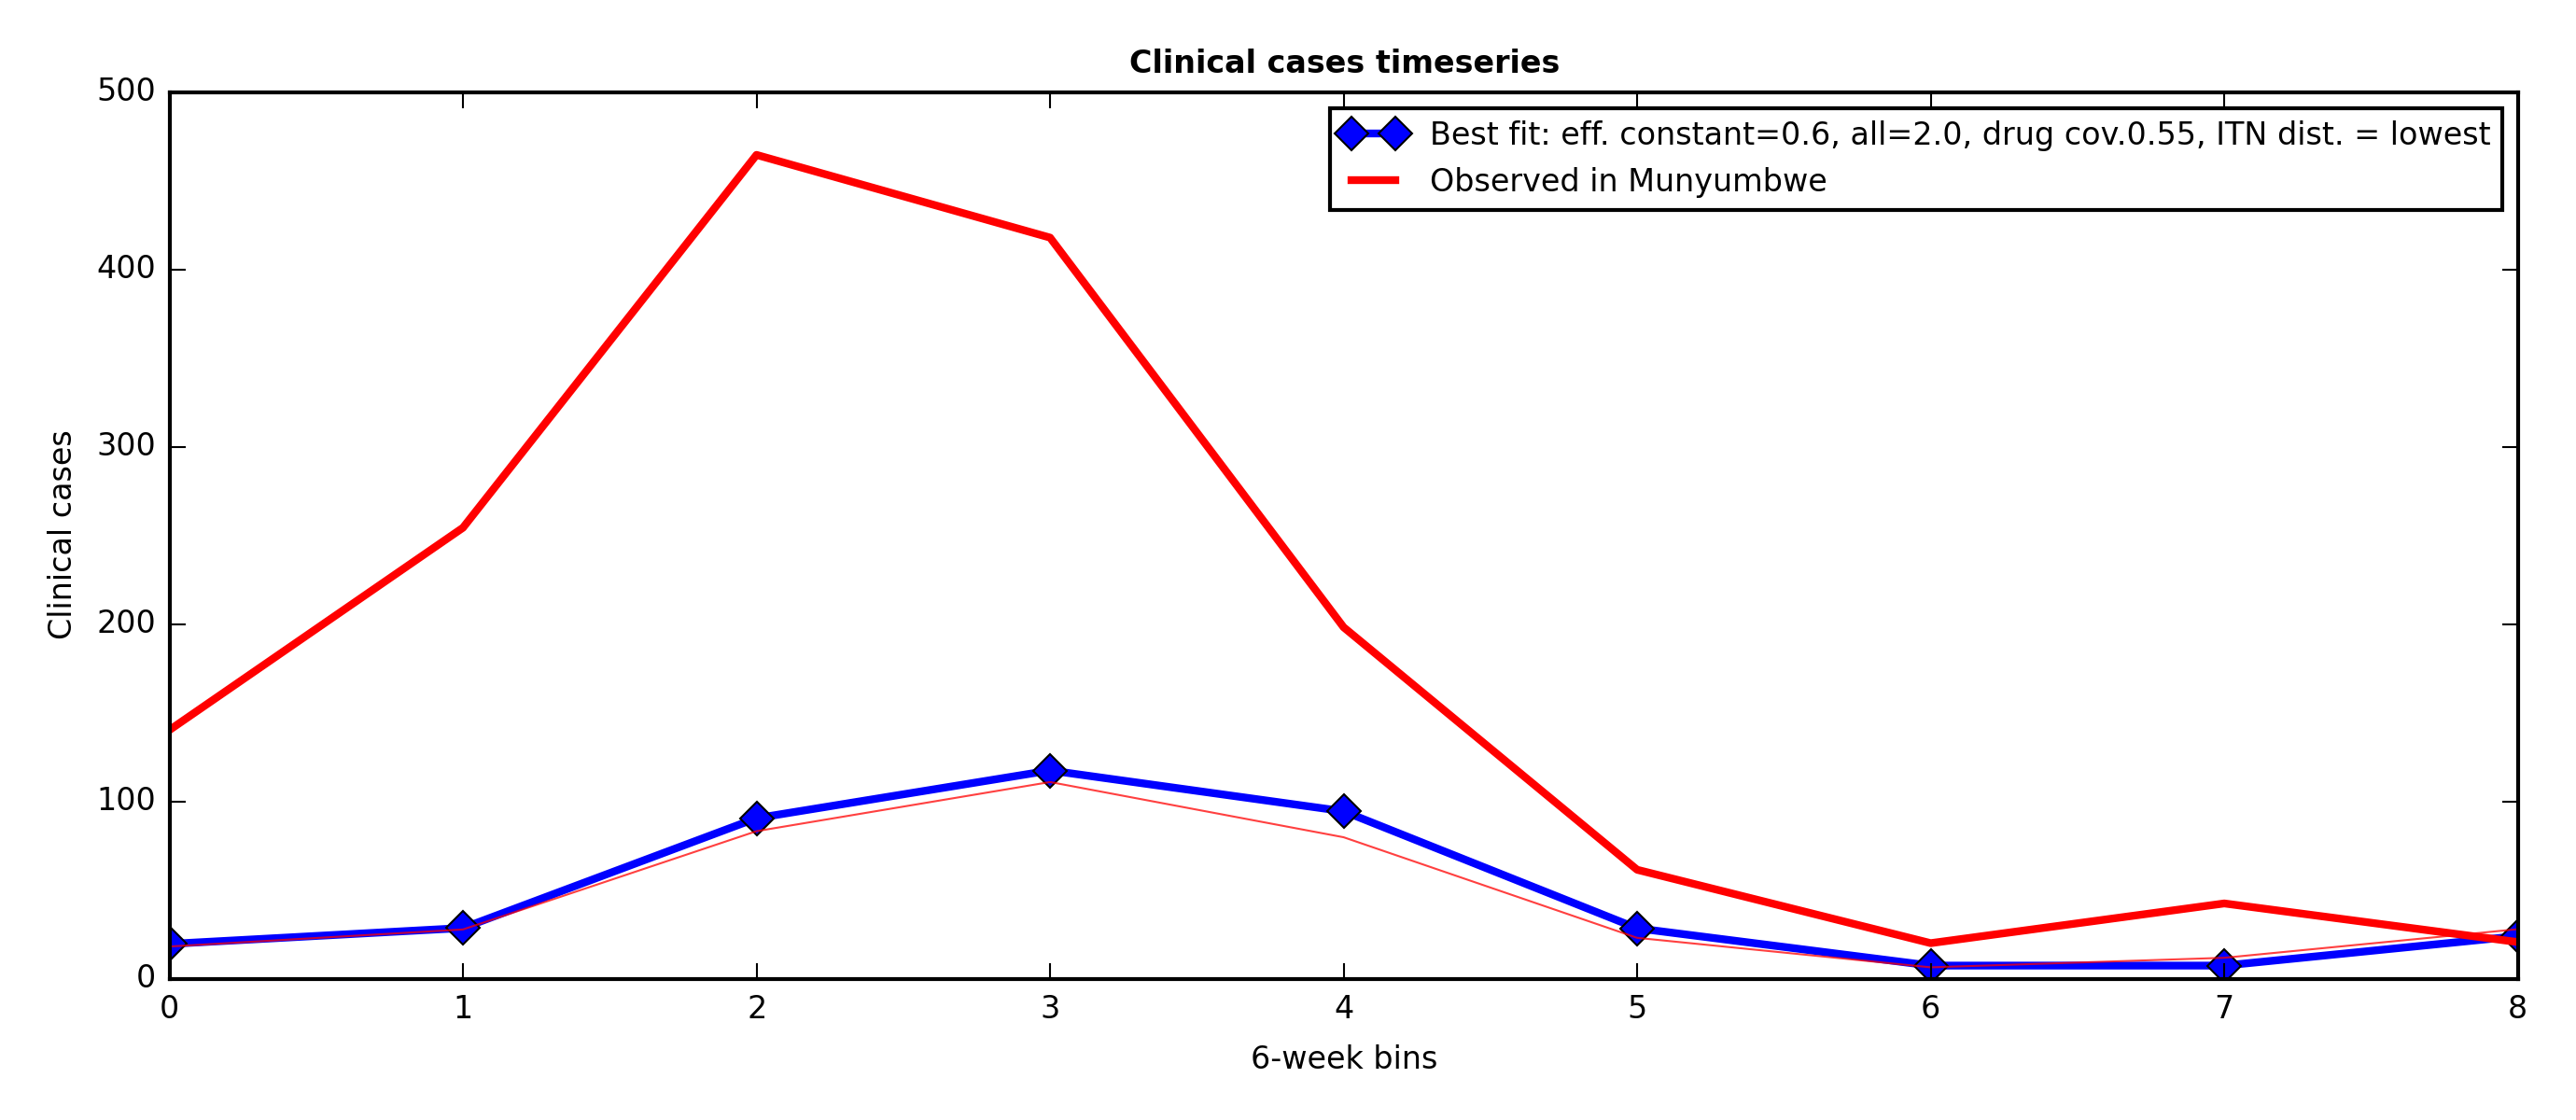 Clinical cases timeseries
Best fit: eff. constant=0.6, all=2.0, drug cov.0.55, ITN dist. = lowest
Observed in Munyumbwe
500
400
300
200
100
0
Clinical cases
0 1 2 3 4 5 6 7 8
6-week bins